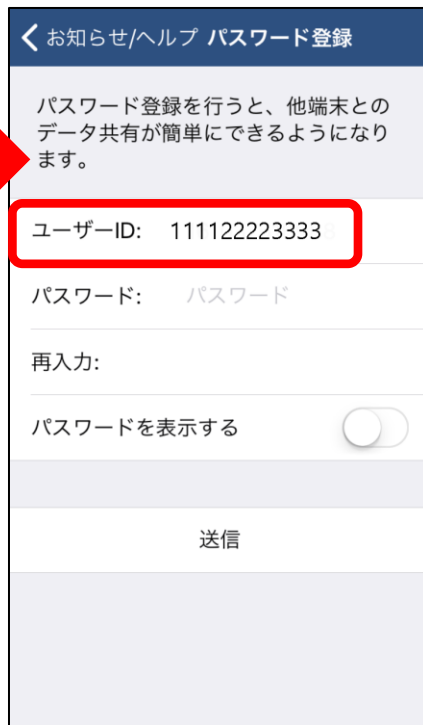 お知らせ/ヘルプ パスワード登録
パスワード登録を行うと、他端末との
データ共有が簡単にできるようになり
ます。
ユーザーID: 111122223333
パスワード: パスワード
再入力:
パスワードを表示する
送信